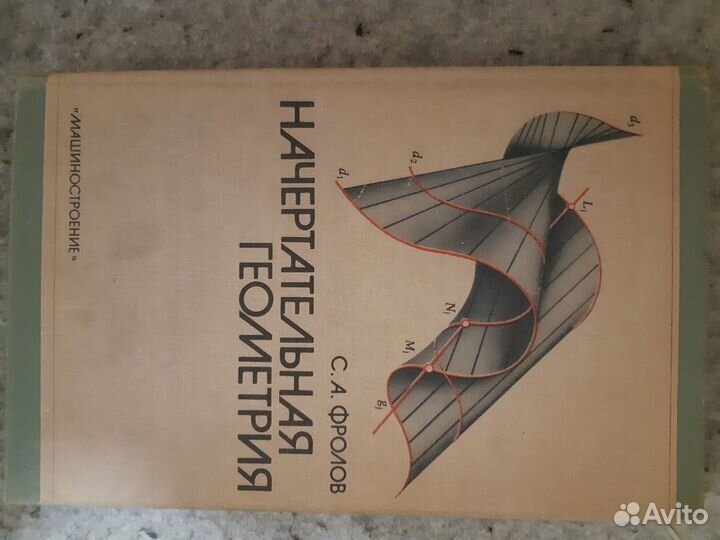 С. А. ФРОЛОВ
НАЧЕРТАТЕЛЬНАЯ
ГЕОМЕТРИЯ
d₃
d₂
d₁
L₁
N₁
M₁
g₁
"МАШИНОСТРОЕНИЕ"
Avito